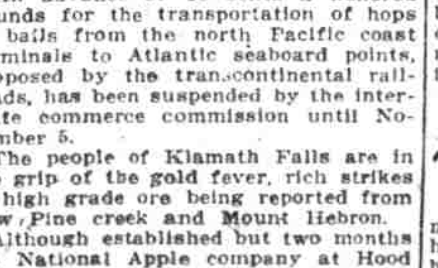 unds for the transportation of hops
bails from the north Pacific coast
minals to Atlantic seaboard points,
posed by the transcontinental rail-
ds, has been suspended by the inter-
te commerce commission until No-
mber 5.
The people of Klamath Falls are in
grip of the gold fever, rich strikes
high grade ore being reported from
w Pine creek and Mount Hebron.
Although established but two months
National Apple company at Hood